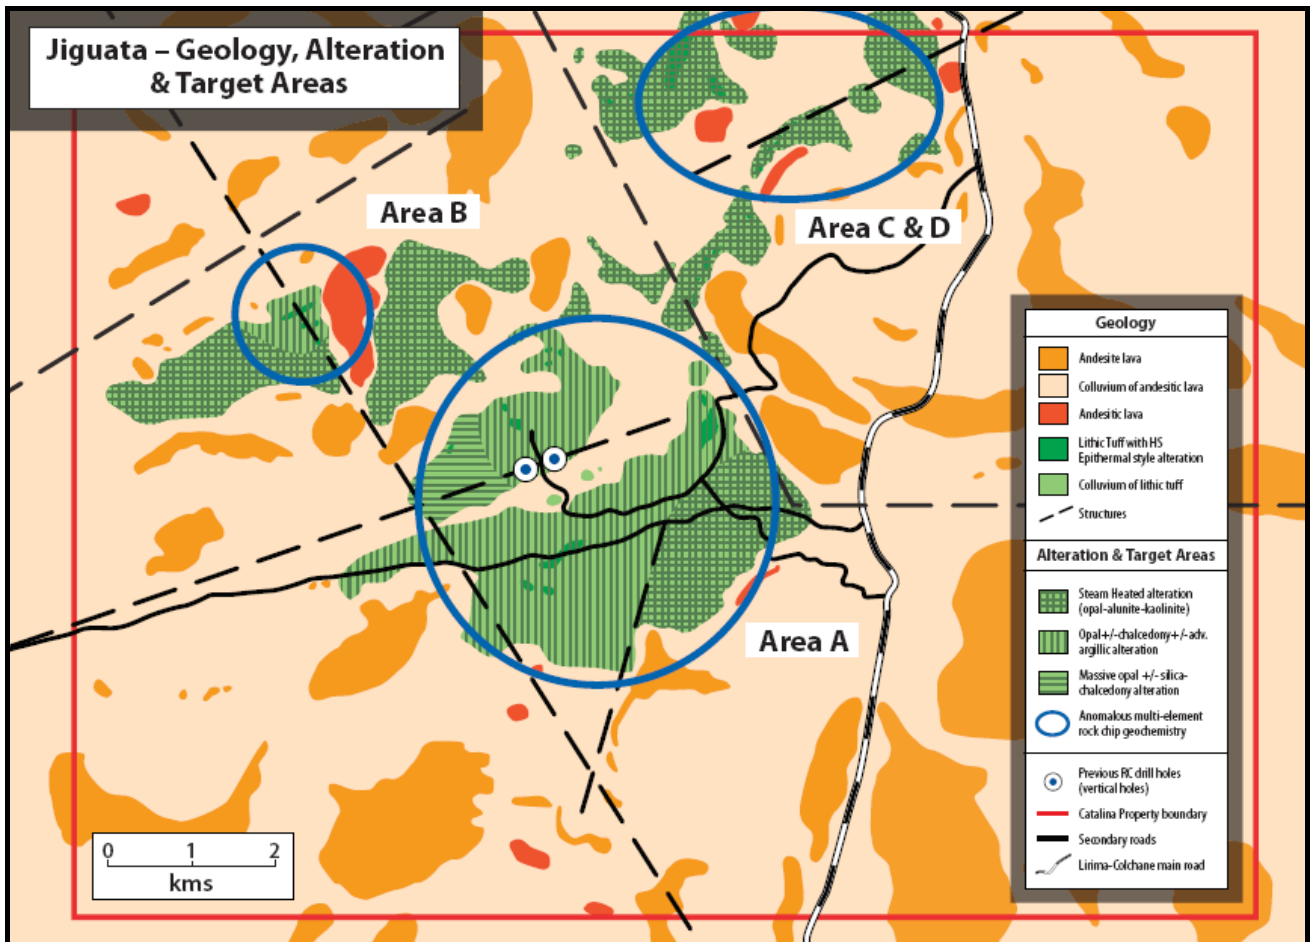 Jiguata – Geology, Alteration
& Target Areas
Area B
Area C & D
Area A
0 1 2
kms
Geology
Andesite lava
Colluvium of andesitic lava
Andesitic lava
Lithic Tuff with HS
Epithermal style alteration
Colluvium of lithic tuff
Structures
Alteration & Target Areas
Steam Heated alteration
(opal-alunite-kaolinite)
Opal+/-chalcedony+/-adv.
argillic alteration
Massive opal +/- silica-
chalcedony alteration
Anomalous multi-element
rock chip geochemistry
Previous RC drill holes
(vertical holes)
Catalina Property boundary
Secondary roads
Lirima-Colchane main road